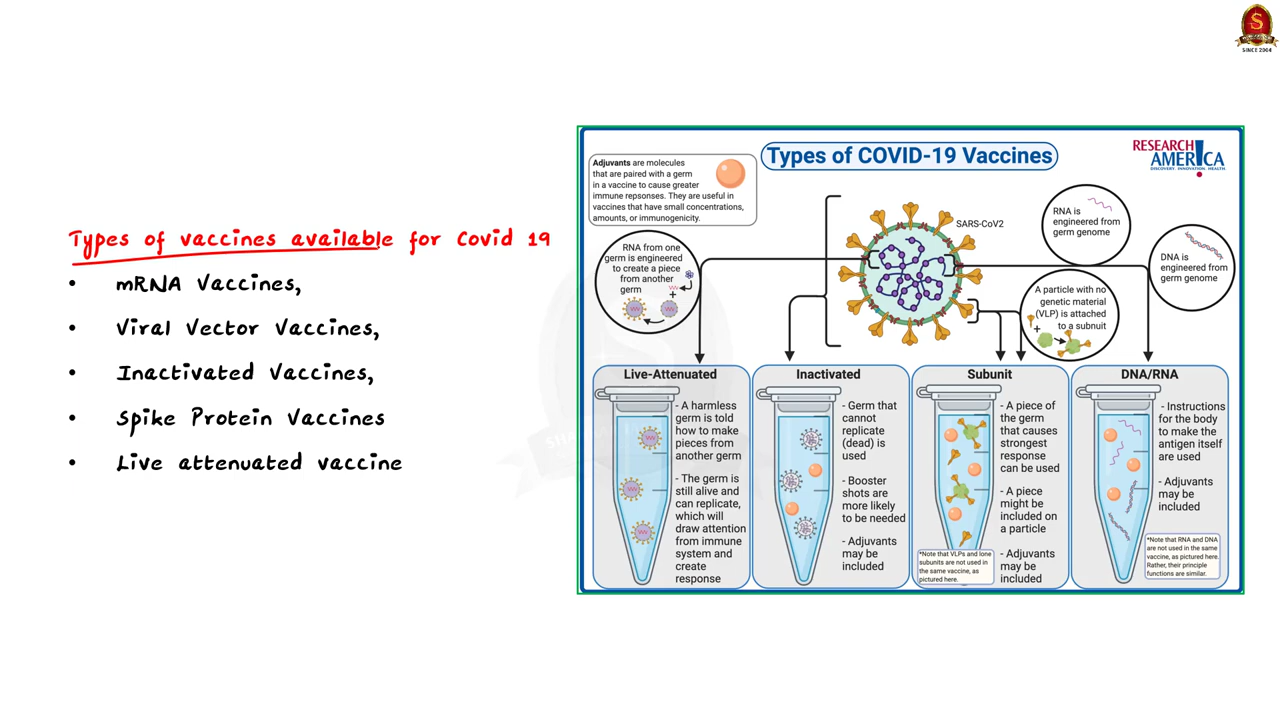 SINCE 2004
Types of vaccines available for Covid 19
• mRNA Vaccines,
• Viral Vector Vaccines,
• Inactivated Vaccines,
• Spike Protein Vaccines
• Live attenuated vaccine
Types of COVID-19 Vaccines
RESEARCH
AMERICA
DISCOVERY. INNOVATION. HEALTH.
Adjuvants are molecules
that are paired with a germ
in a vaccine to cause greater
immune repsonses. They are useful in
vaccines that have small concentrations,
amounts, or immunogenicity.
SARS-CoV2
RNA from one
germ is engineered
to create a piece
from another
germ
+
RNA is
engineered from
germ genome
DNA is
engineered from
germ genome
A particle with no
genetic material
(VLP) is attached
to a subnuit
+
Live-Attenuated
- A harmless
germ is told
how to make
pieces from
another germ
- The germ is
still alive and
can replicate,
which will
draw attention
from immune
system and
create
response
Inactivated
- Germ that
cannot
replicate
(dead) is
used
- Booster
shots are
more likely
to be needed
- Adjuvants
may be
included
Subunit
- A piece of
the germ
that causes
strongest
response
can be used
- A piece
might be
included on
a particle
- Adjuvants
may be
included
*Note that VLPs and lone
subunits are not used in
the same vaccine, as
pictured here.
DNA/RNA
- Instructions
for the body
to make the
antigen itself
are used
- Adjuvants
may be
included
*Note that RNA and DNA
are not used in the same
vaccine, as pictured here.
Rather, their principle
functions are similar.